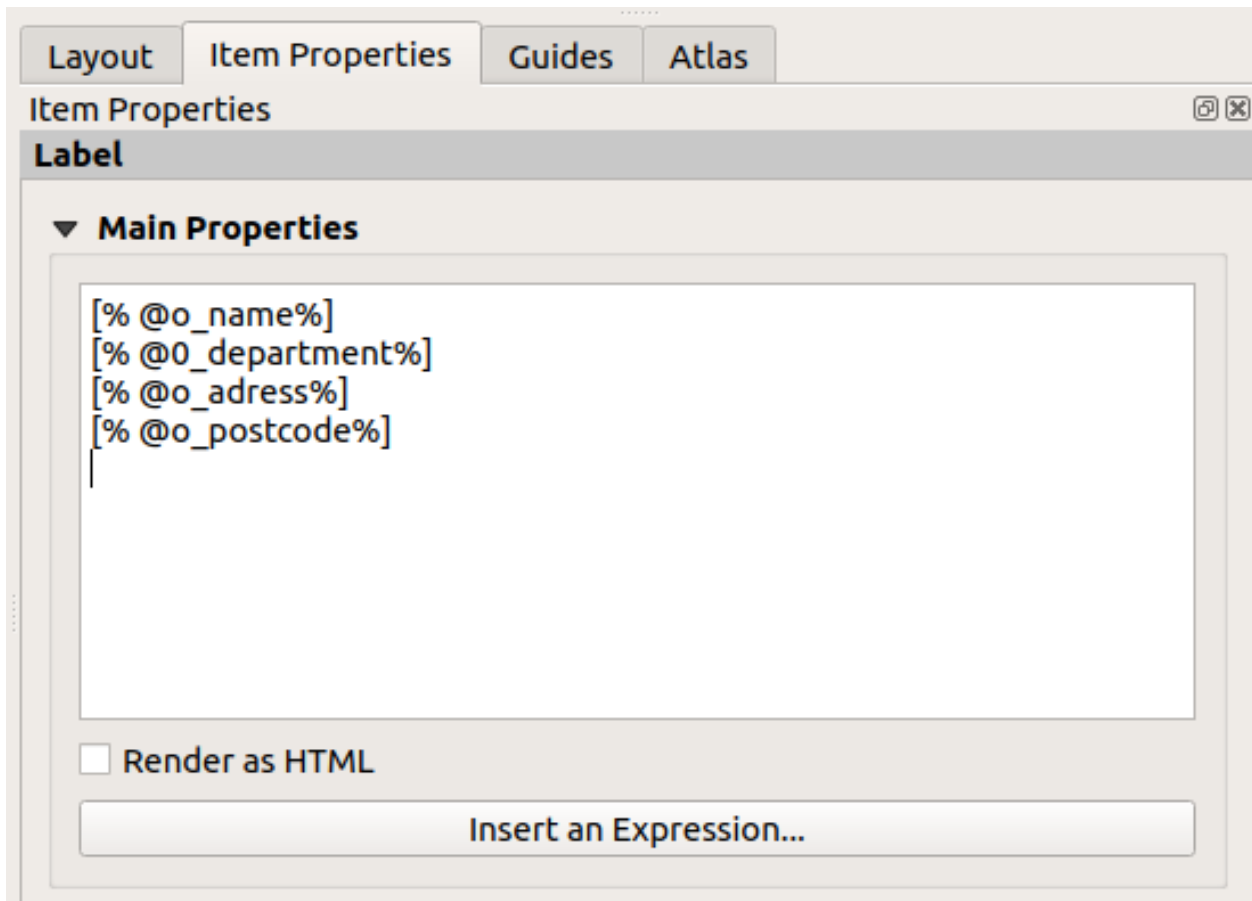 Layout Item Properties Guides Atlas
Item Properties
Label
Main Properties
[% @o_name%]
[% @0_department%]
[% @o_adress%]
[% @o_postcode%]
Render as HTML
Insert an Expression...